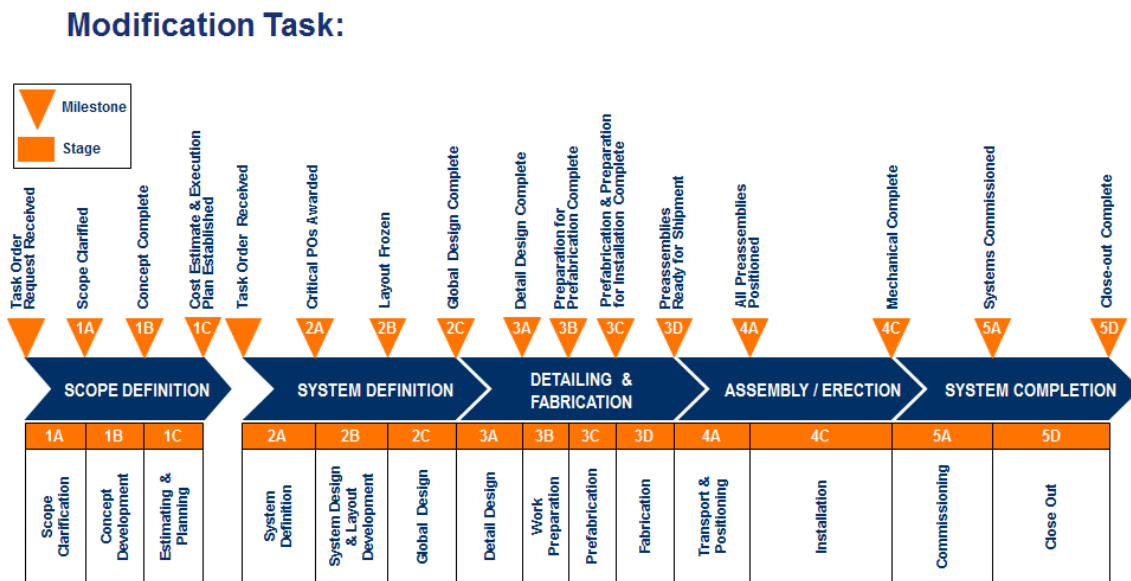 Modification Task:
Milestone
Stage
Task Order
Request Received
Scope Clarified
Concept Complete
Cost Estimate & Execution
Plan Established
Task Order Received
Critical POs Awarded
Layout Frozen
Global Design Complete
Detail Design Complete
Preparation for
Prefabrication Complete
Prefabrication & Preparation
for Installation Complete
Preassemblies
Ready for Shipment
All Preassemblies
Positioned
Mechanical Complete
Systems Commissioned
Close-out Complete
1A
1B
1C
2A
2B
2C
3A
3B
3C
3D
4A
4C
5A
5D
SCOPE DEFINITION
SYSTEM DEFINITION
DETAILING &
FABRICATION
ASSEMBLY / ERECTION
SYSTEM COMPLETION
1A
1B
1C
2A
2B
2C
3A
3B
3C
3D
4A
4C
5A
5D
Scope
Clarification
Concept
Development
Estimating &
Planning
System
Definition
System Design
& Layout
Development
Global Design
Detail Design
Work
Preparation
Prefabrication
Fabrication
Transport &
Positioning
Installation
Commissioning
Close Out